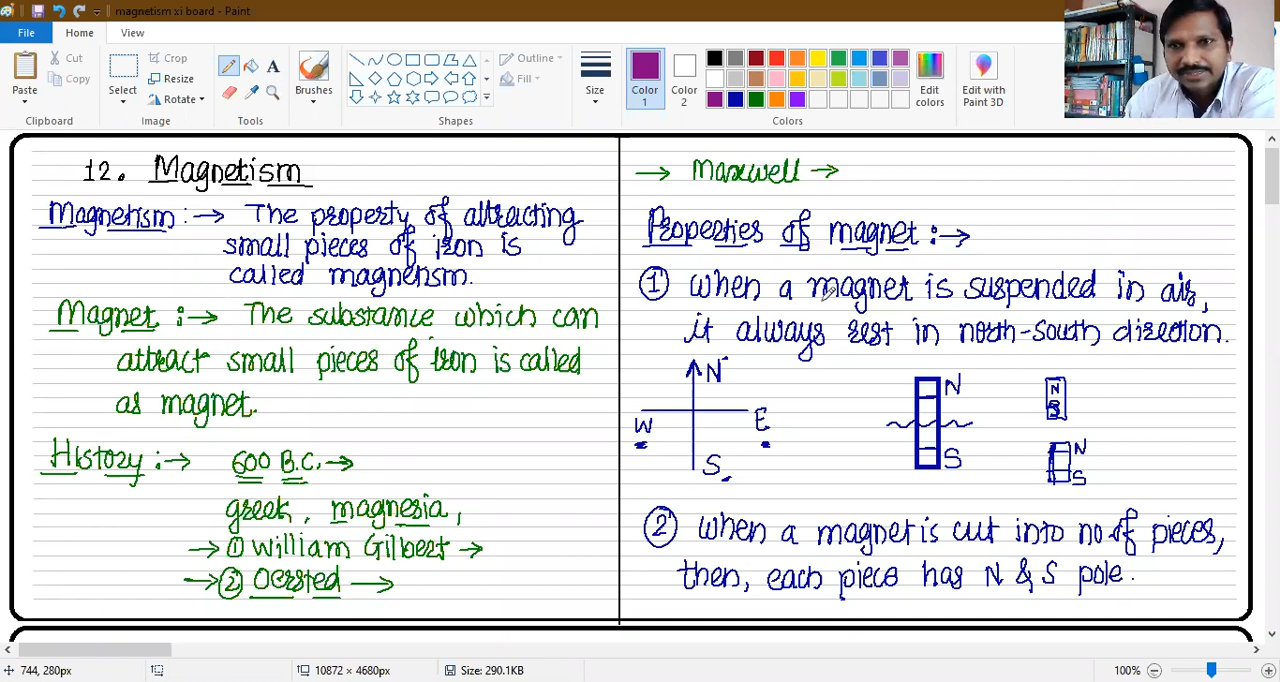 magnetism xi board - Paint
File
Home
View
Paste
Cut
Copy
Clipboard
Select
Crop
Resize
Rotate
Image
A
Tools
Brushes
Outline
Fill
Shapes
Size
Color 1
Color 2
Edit colors
Edit with Paint 3D
Colors
12. Magnetism
Magnetism :→ The property of attracting
small pieces of iron is
called magnetism.
Magnet :→ The substance which can
attract small pieces of iron is called
as magnet.
History :→ 600 B.C.→
greek, magnesia,
→ ① William Gilbert →
→ ② Oersted →
→ Maxwell →
Properties of magnet :→
① when a magnet is suspended in air,
it always rest in north-south direction.
N
W E
S
N
S
N
S
N
S
② when a magnet is cut into no of pieces,
then, each piece has N & S pole.
744, 280px
10872 × 4680px
Size: 290.1KB
100%